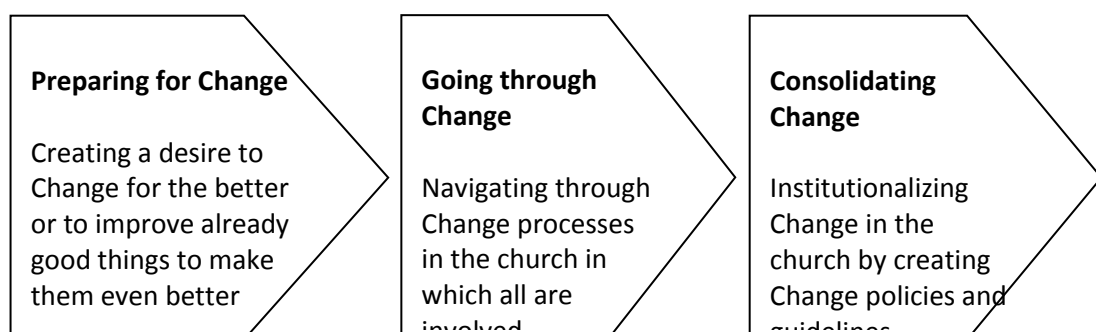 Preparing for Change
Creating a desire to
Change for the better
or to improve already
good things to make
them even better
Going through
Change
Navigating through
Change processes
in the church in
which all are
involved
Consolidating
Change
Institutionalizing
Change in the
church by creating
Change policies and
guidelines